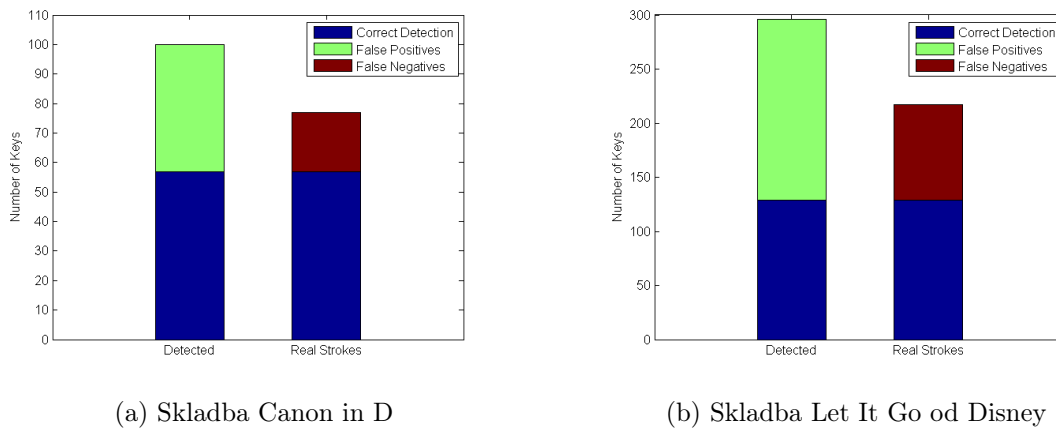 110
100
90
80
70
60
50
40
30
20
10
0
Number of Keys
Correct Detection
False Positives
False Negatives
Detected
Real Strokes
(a) Skladba Canon in D
300
250
200
150
100
50
0
Number of Keys
Correct Detection
False Positives
False Negatives
Detected
Real Strokes
(b) Skladba Let It Go od Disney